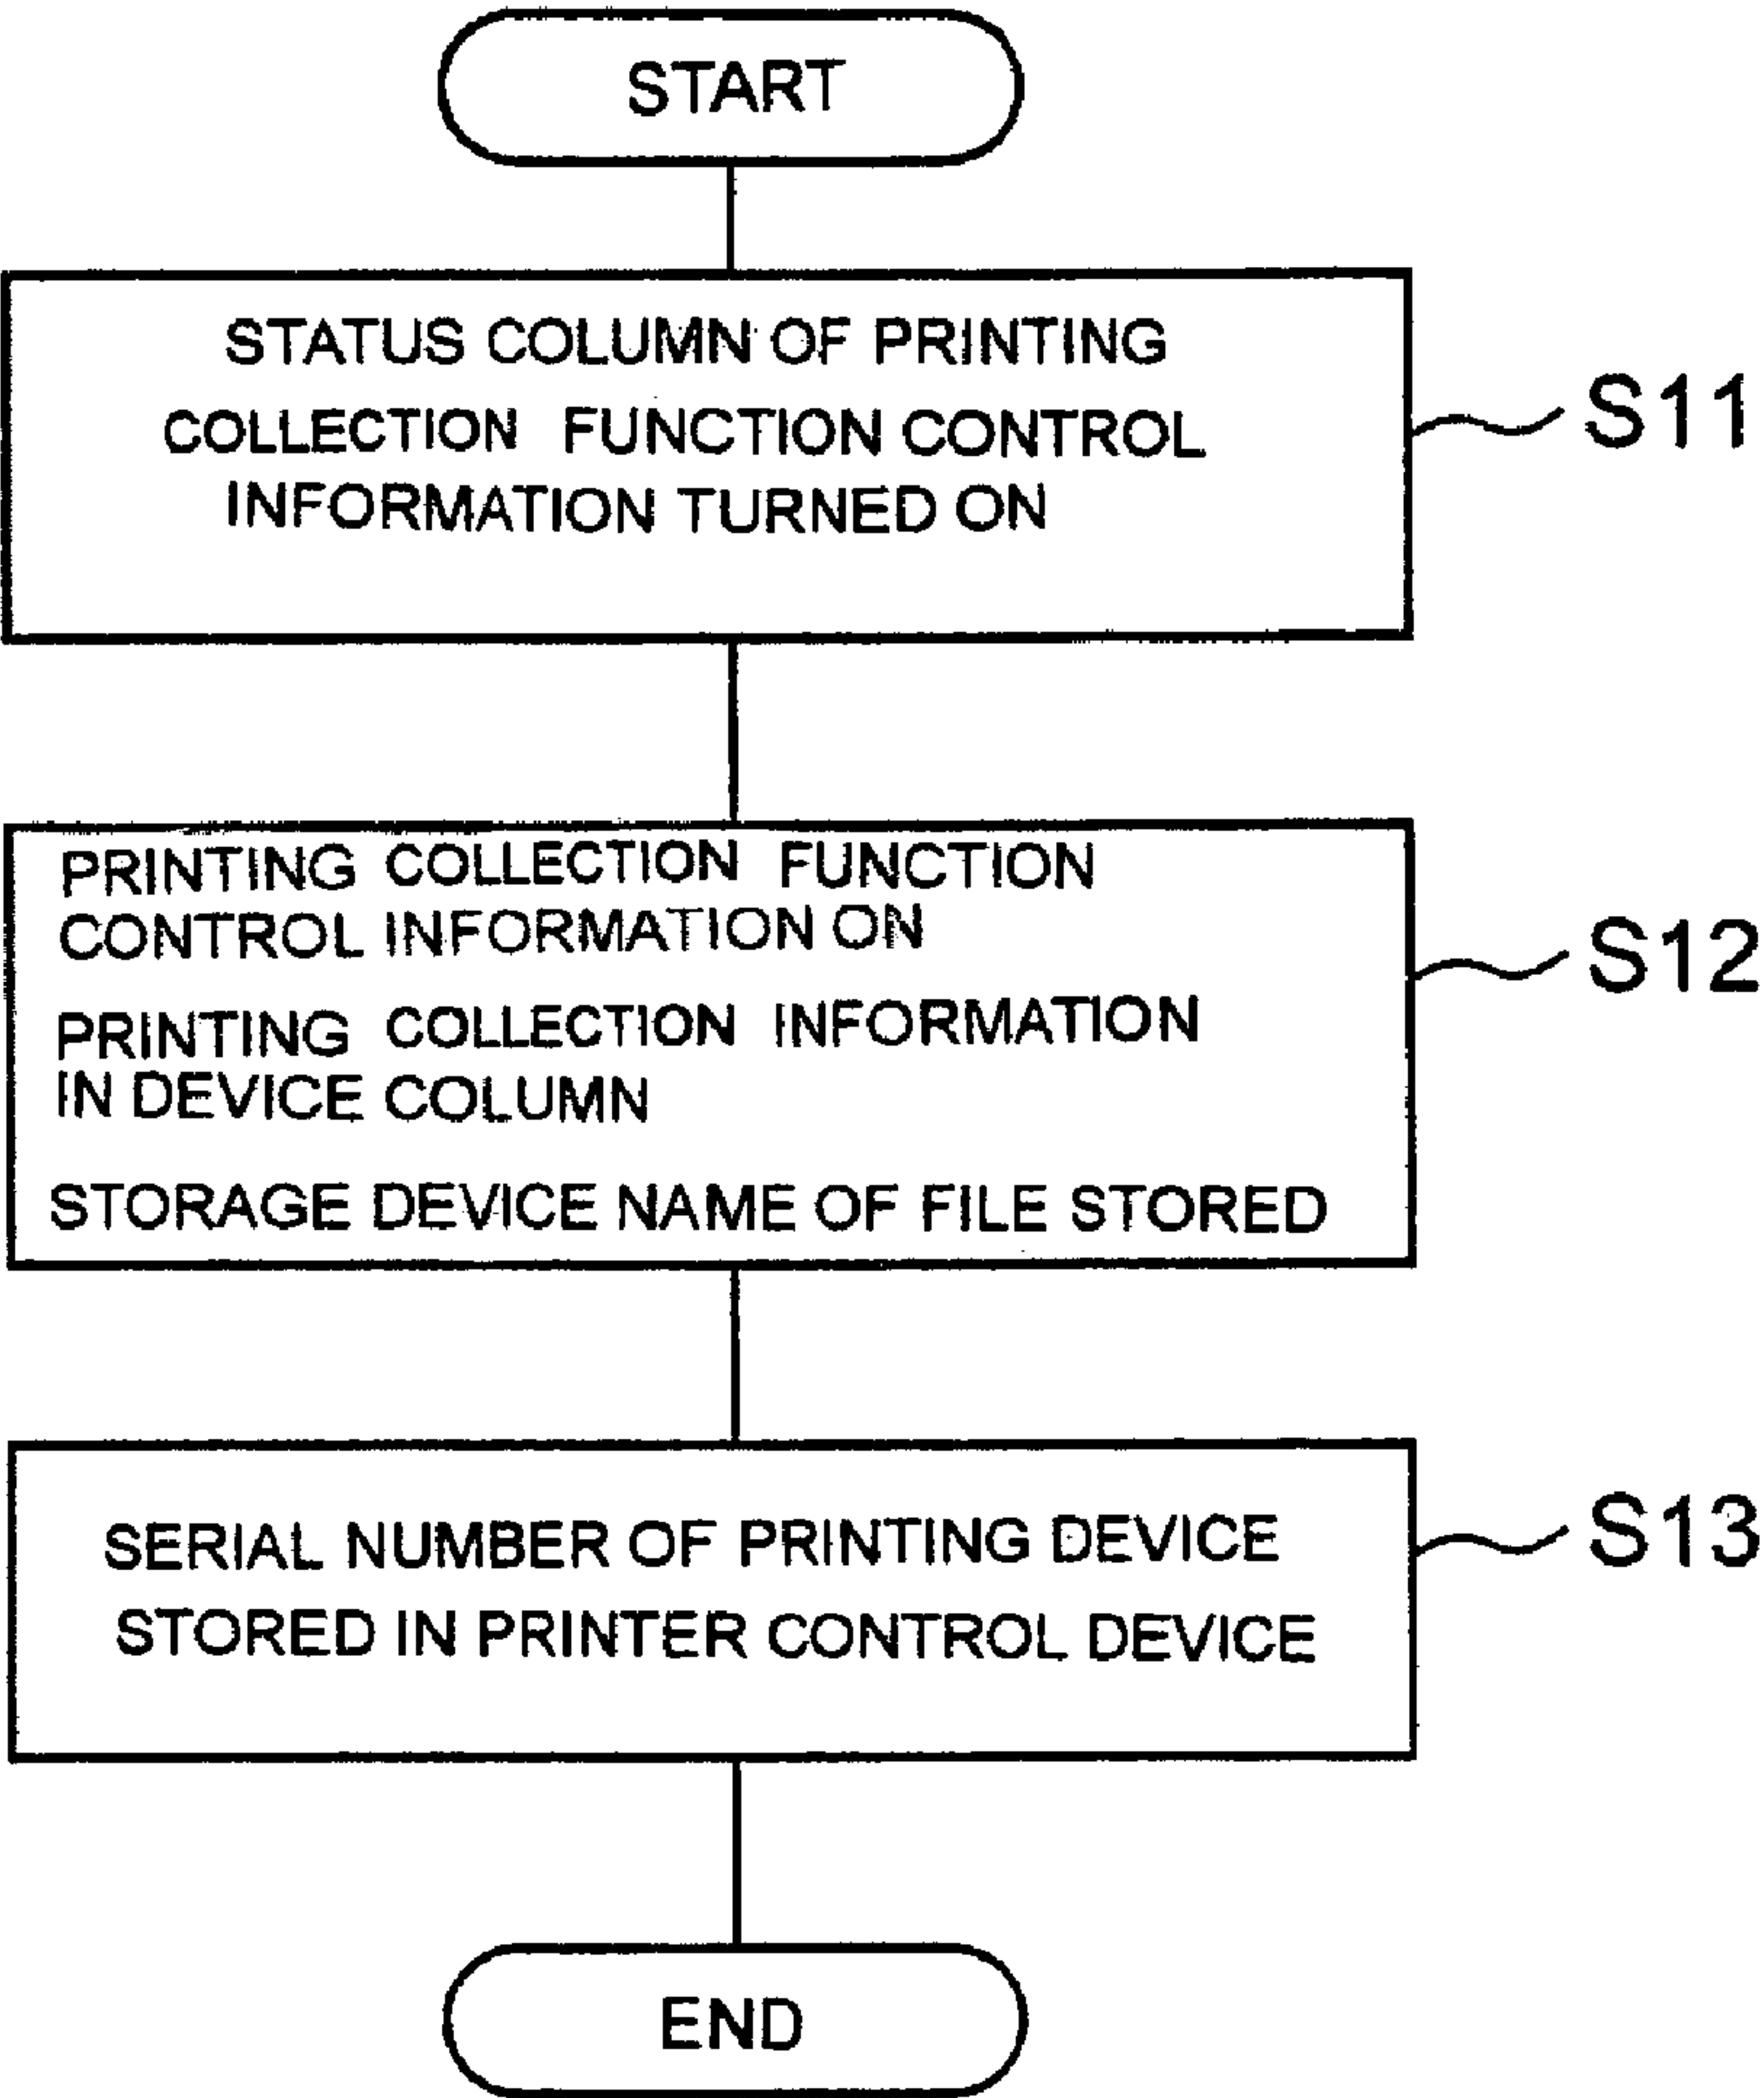 START
STATUS COLUMN OF PRINTING
COLLECTION FUNCTION CONTROL
INFORMATION TURNED ON
S11
PRINTING COLLECTION FUNCTION
CONTROL INFORMATION ON
PRINTING COLLECTION INFORMATION
IN DEVICE COLUMN
STORAGE DEVICE NAME OF FILE STORED
S12
SERIAL NUMBER OF PRINTING DEVICE
STORED IN PRINTER CONTROL DEVICE
S13
END